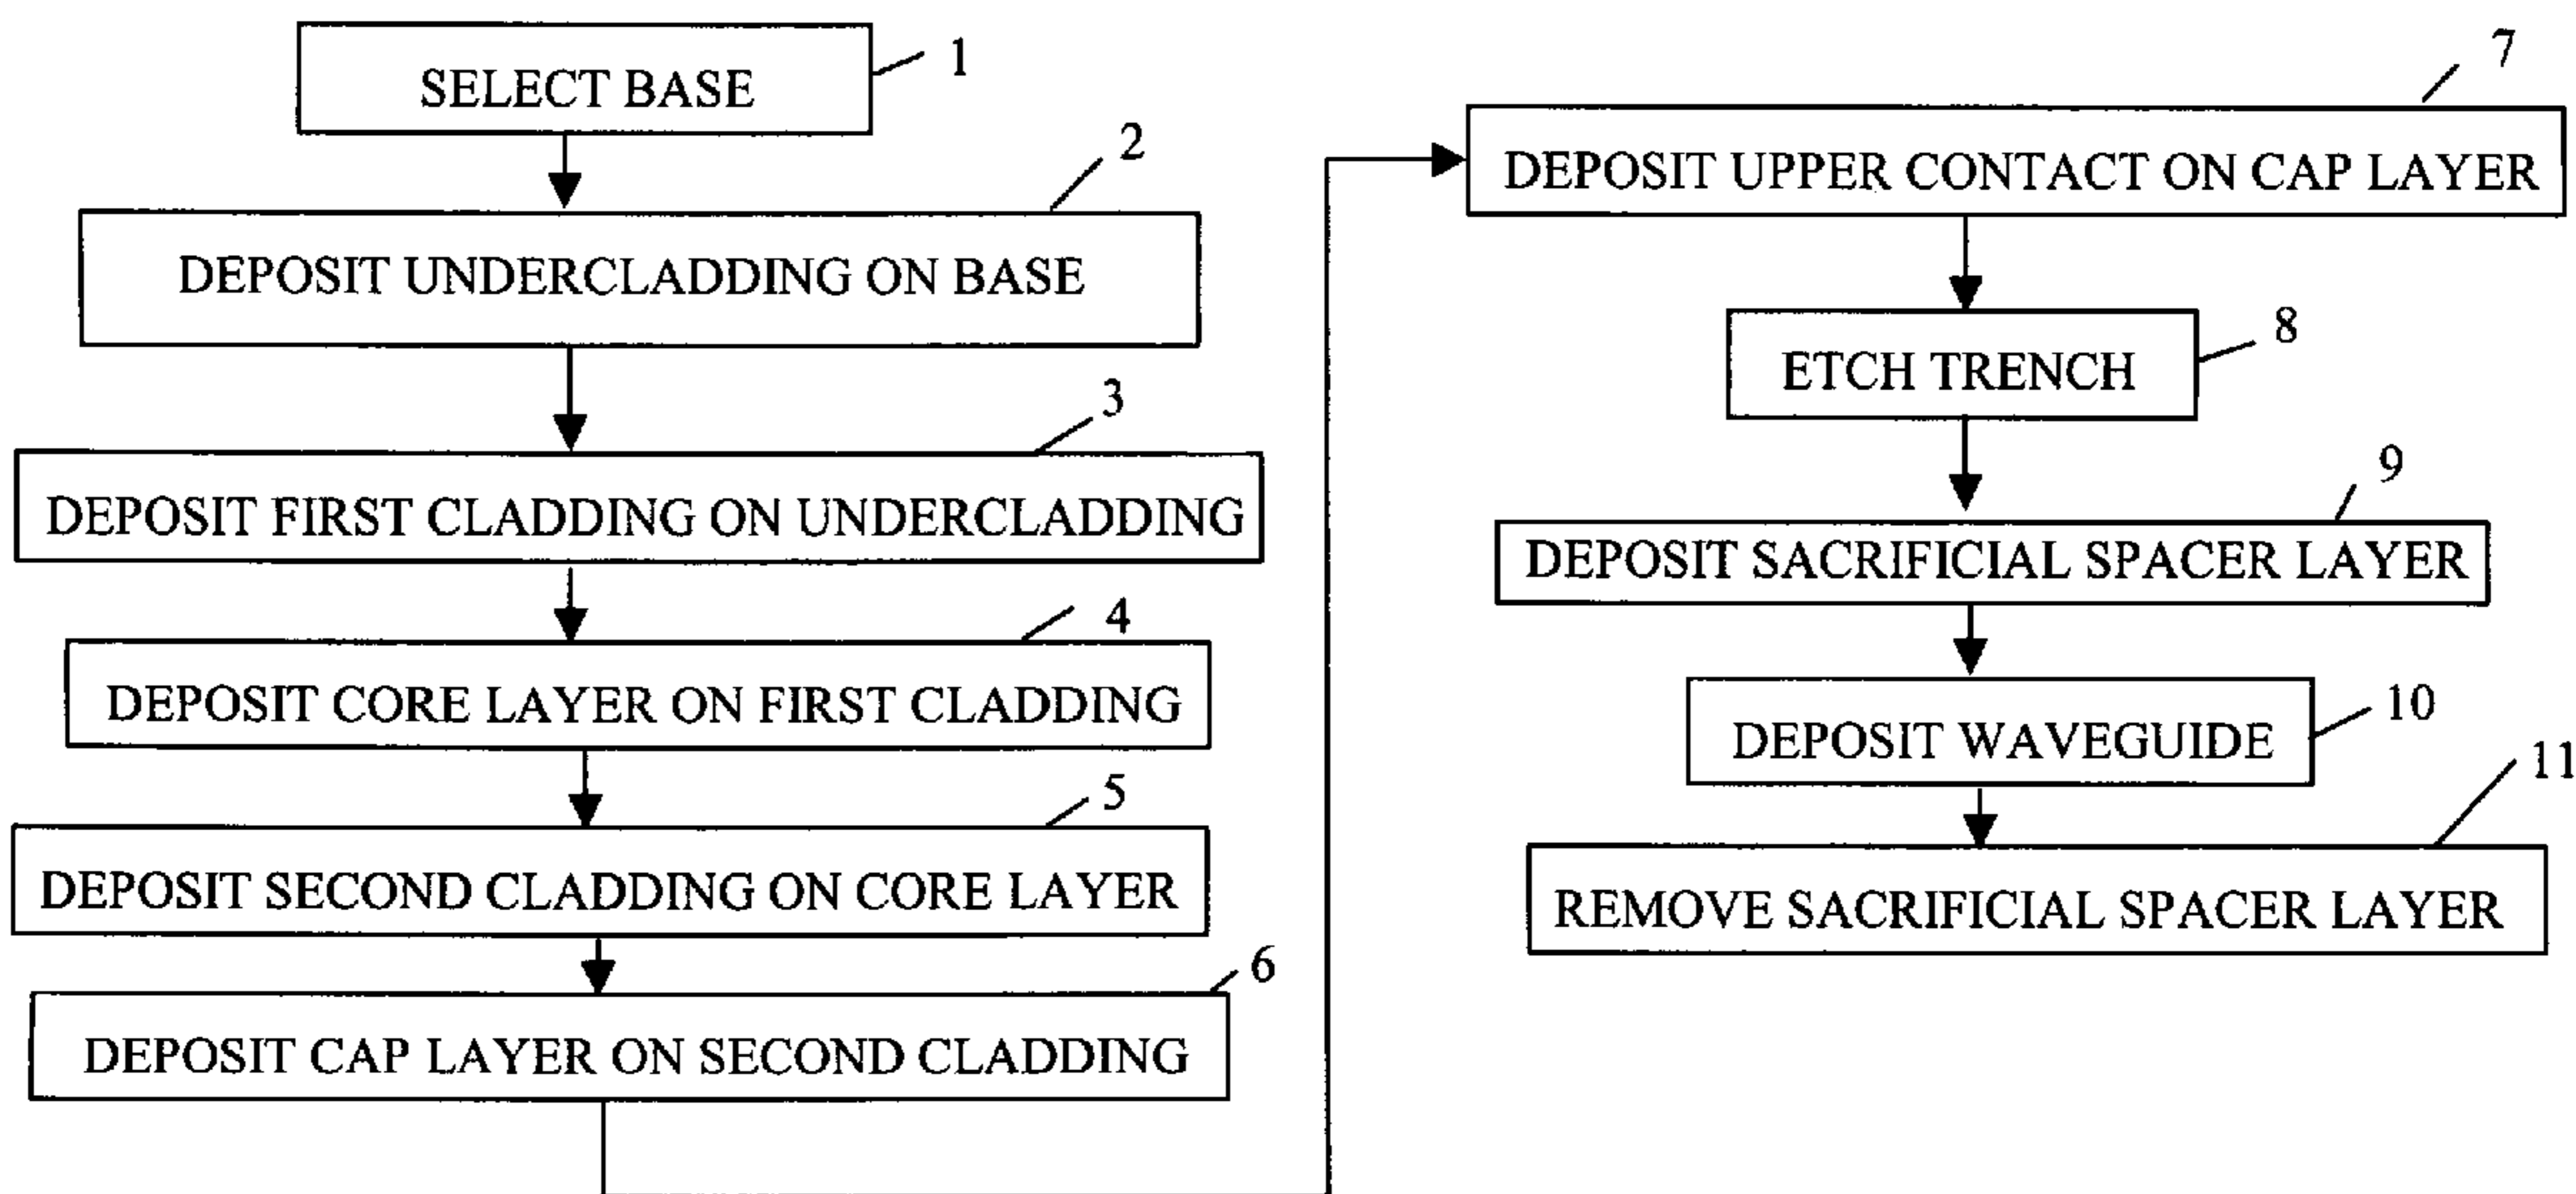 SELECT BASE
1
DEPOSIT UNDERCLADDING ON BASE
2
DEPOSIT FIRST CLADDING ON UNDERCLADDING
3
DEPOSIT CORE LAYER ON FIRST CLADDING
4
DEPOSIT SECOND CLADDING ON CORE LAYER
5
DEPOSIT CAP LAYER ON SECOND CLADDING
6
DEPOSIT UPPER CONTACT ON CAP LAYER
7
ETCH TRENCH
8
DEPOSIT SACRIFICIAL SPACER LAYER
9
DEPOSIT WAVEGUIDE
10
REMOVE SACRIFICIAL SPACER LAYER
11